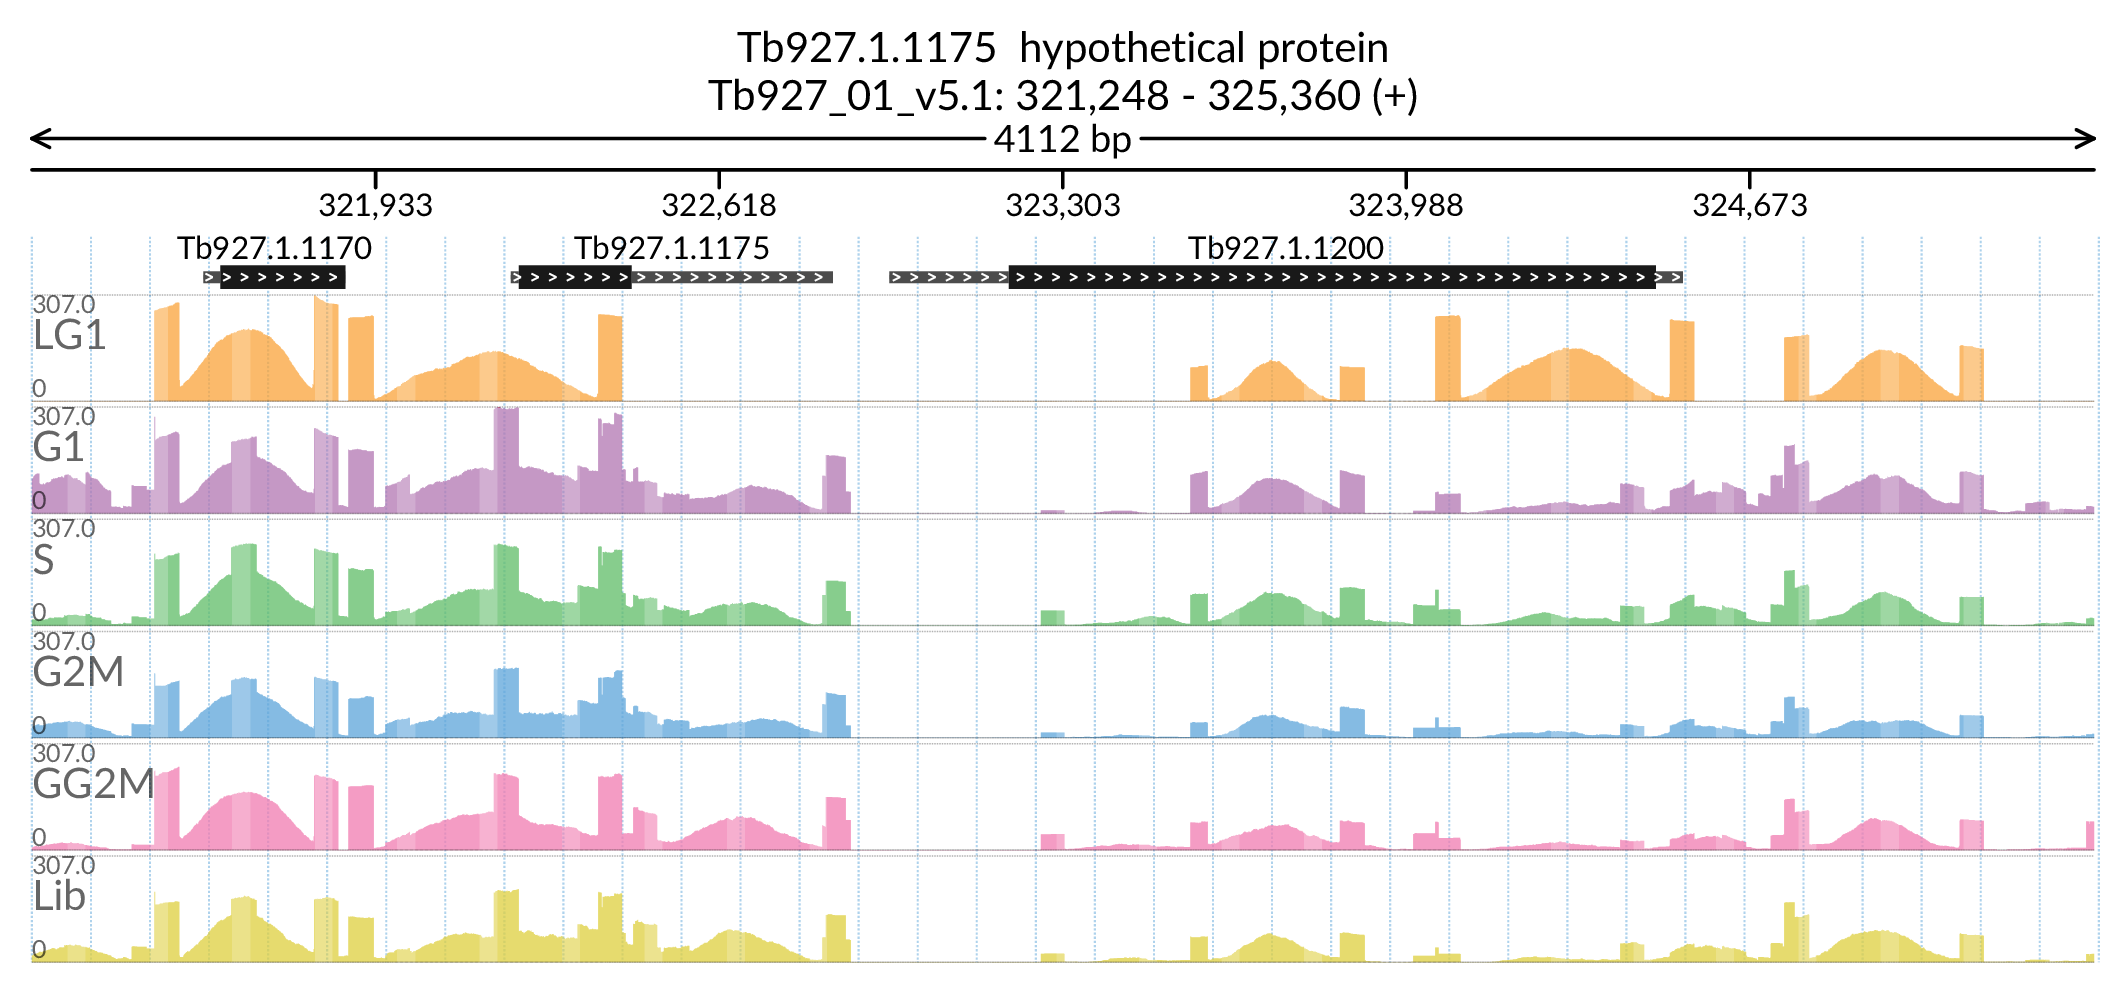 Tb927.1.1175  hypothetical protein
Tb927_01_v5.1: 321,248 - 325,360 (+)
4112 bp
321,933 322,618 323,303 323,988 324,673
Tb927.1.1170 Tb927.1.1175 Tb927.1.1200
307.0
LG1
0
307.0
G1
0
307.0
S
0
307.0
G2M
0
307.0
GG2M
0
307.0
Lib
0